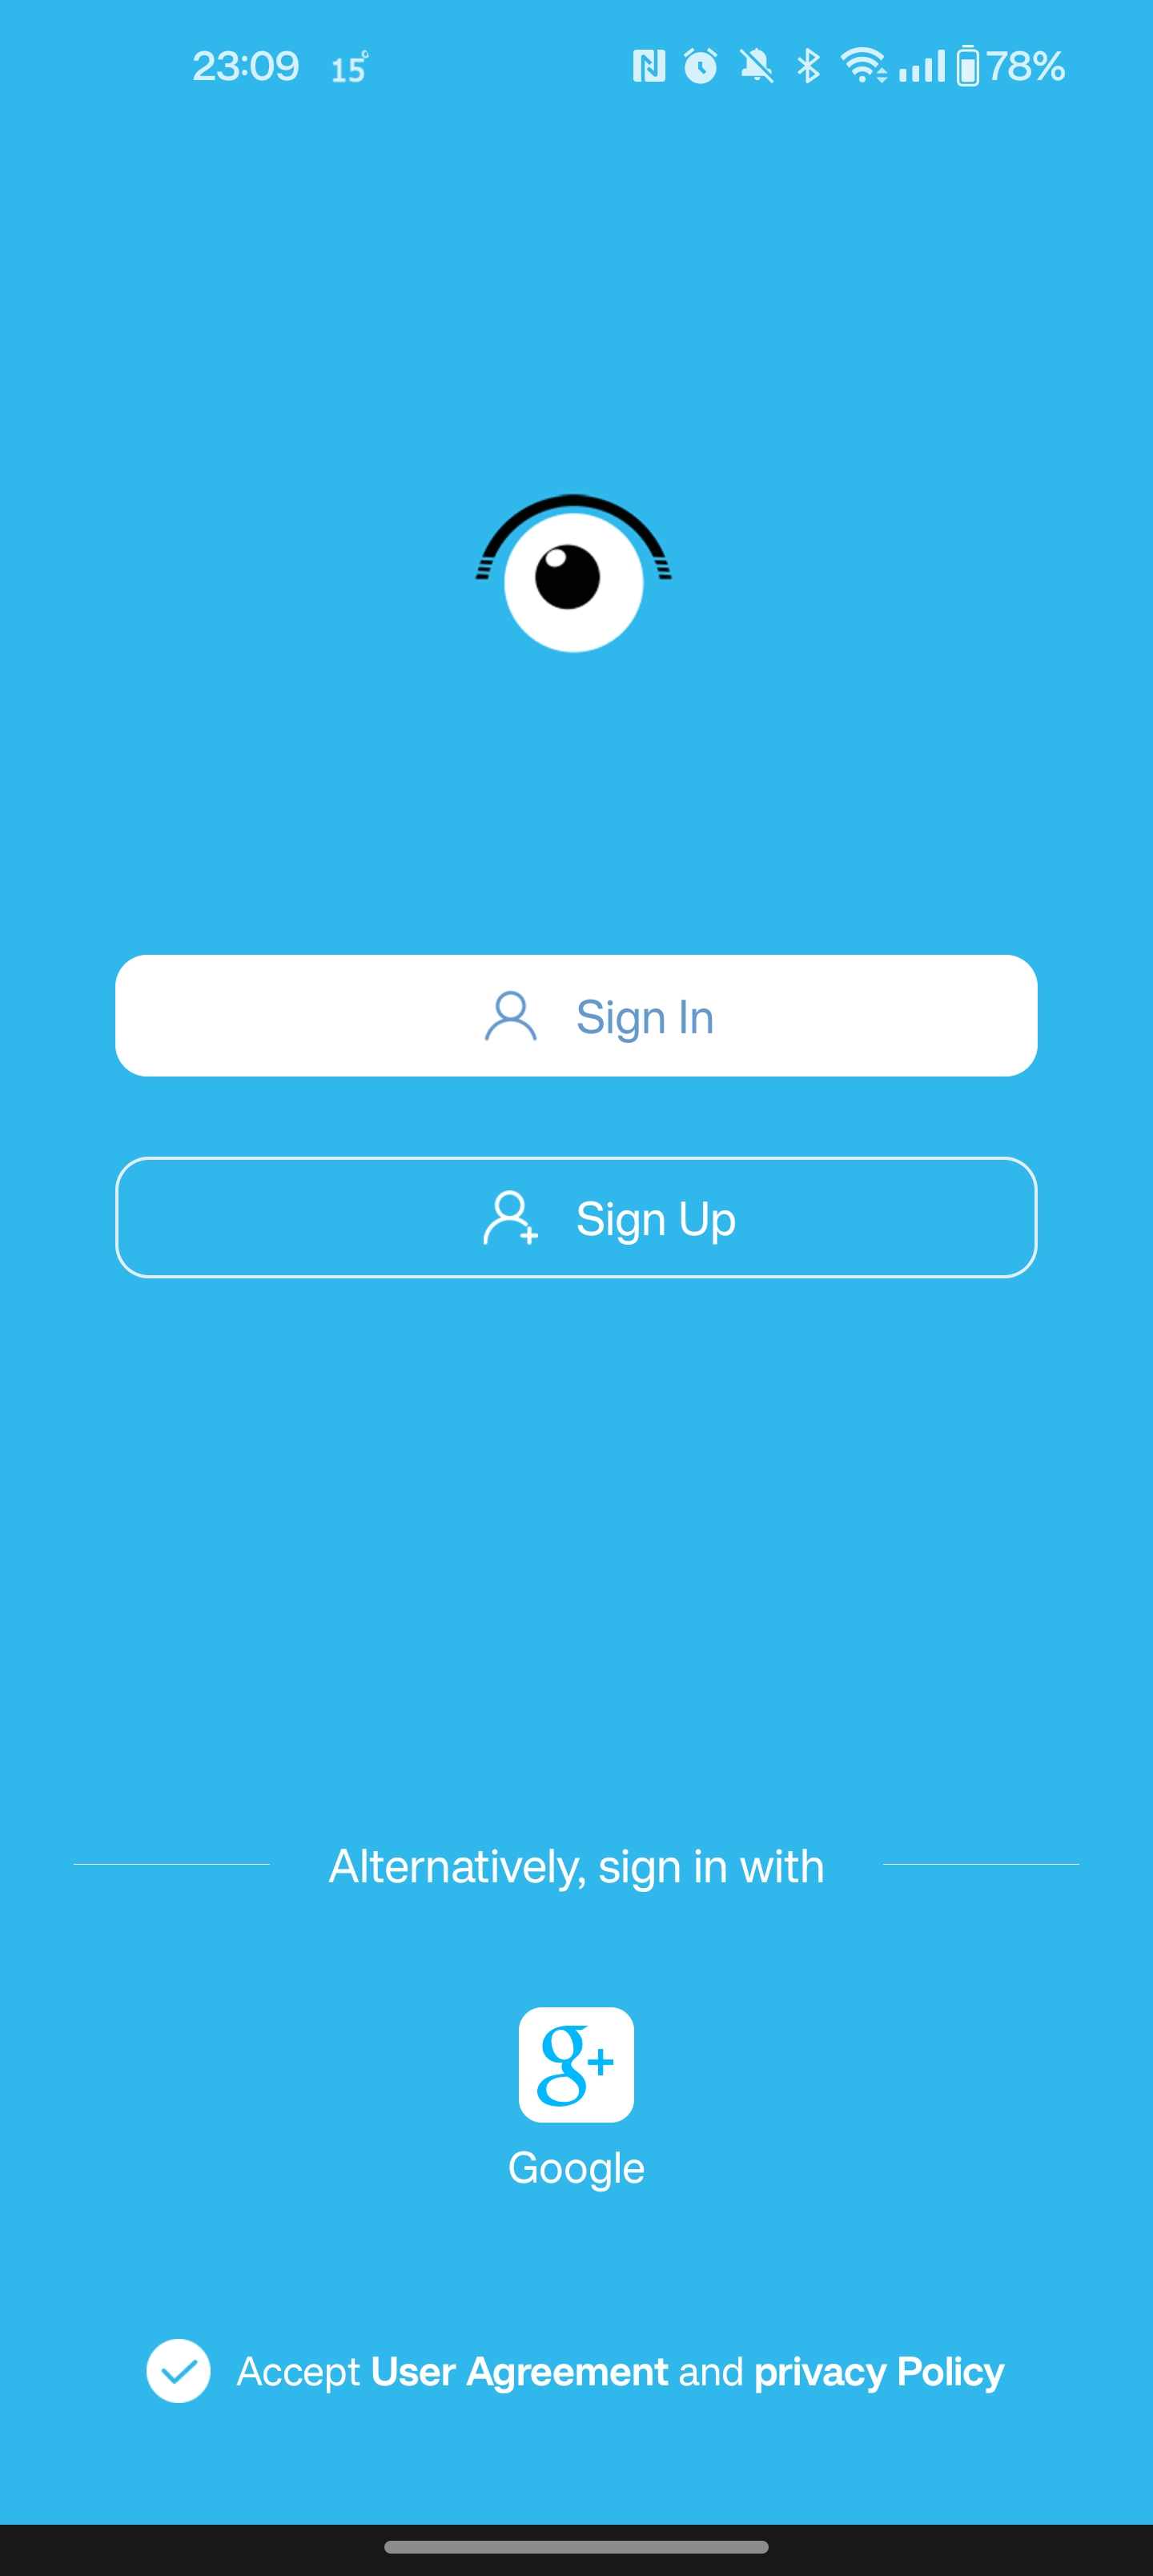 23:09 15° 78%
Sign In
Sign Up
Alternatively, sign in with
g+
Google
Accept User Agreement and privacy Policy